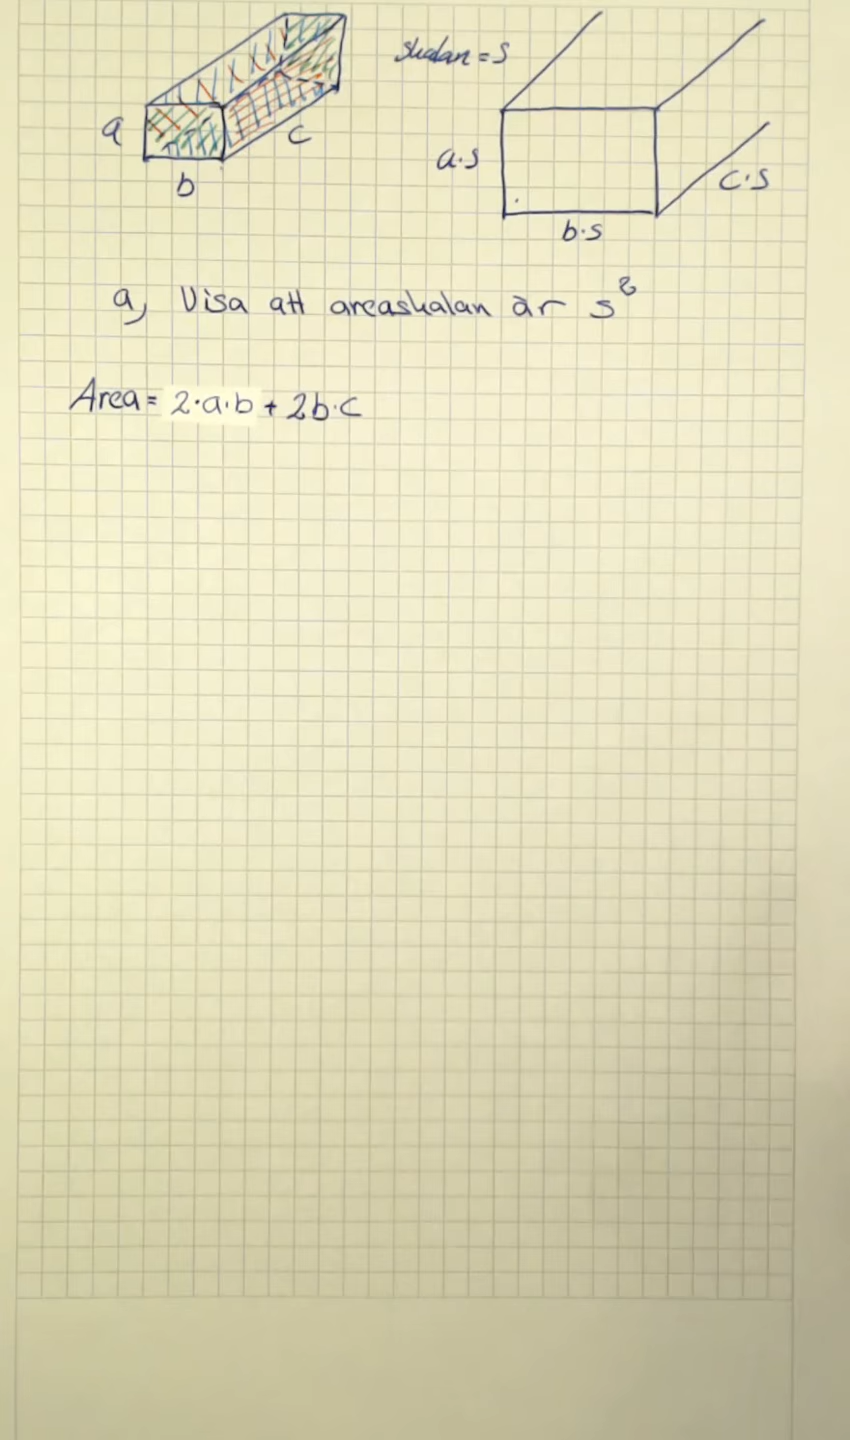 skalan = s
a
c
b
a·s
c·s
b·s
a, Visa att areaskalan är s²
Area = 2·a·b + 2b·c